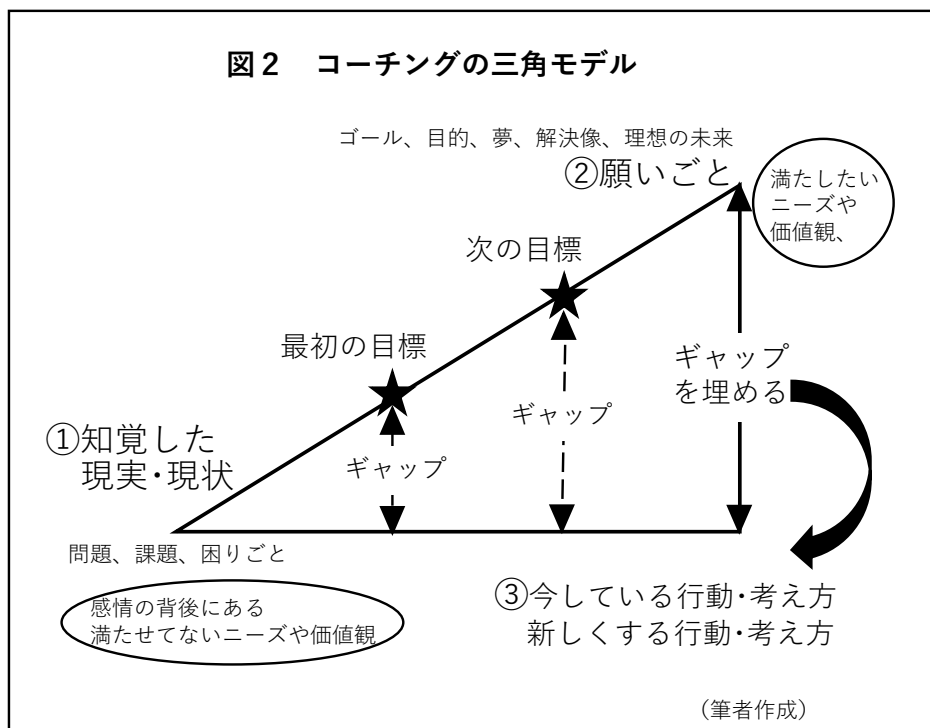 図2 コーチングの三角モデル
ゴール、目的、夢、解決像、理想の未来
②願いごと
満たしたい
ニーズや
価値観、
次の目標
最初の目標
ギャップ
を埋める
ギャップ
①知覚した
現実･現状
ギャップ
問題、課題、困りごと
感情の背後にある
満たせてないニーズや価値観
③今している行動･考え方
新しくする行動･考え方
（筆者作成）